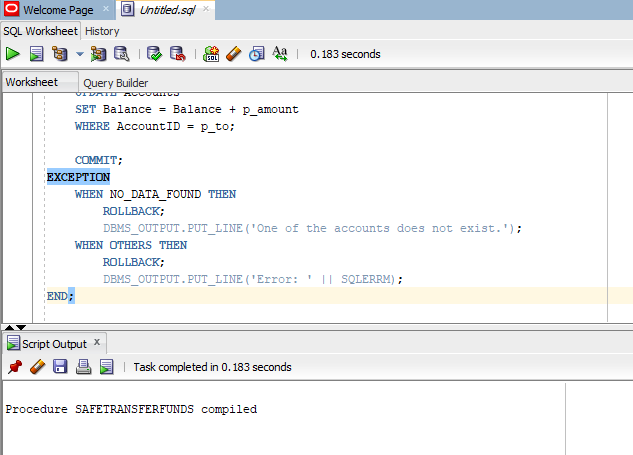 Welcome Page
Untitled.sql
SQL Worksheet History
0.183 seconds
Worksheet Query Builder
UPDATE Accounts
SET Balance = Balance + p_amount
WHERE AccountID = p_to;
COMMIT;
EXCEPTION
WHEN NO_DATA_FOUND THEN
ROLLBACK;
DBMS_OUTPUT.PUT_LINE('One of the accounts does not exist.');
WHEN OTHERS THEN
ROLLBACK;
DBMS_OUTPUT.PUT_LINE('Error: ' || SQLERRM);
END;
Script Output x
Task completed in 0.183 seconds
Procedure SAFETRANSFERFUNDS compiled